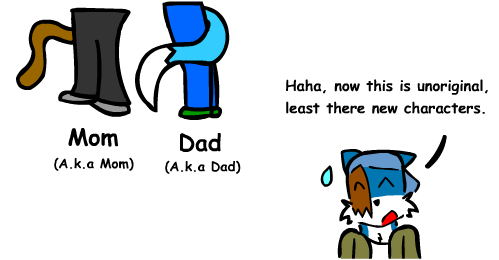 Haha, now this is unoriginal,
least there new characters.
Mom
(A.k.a Mom)
Dad
(A.k.a Dad)